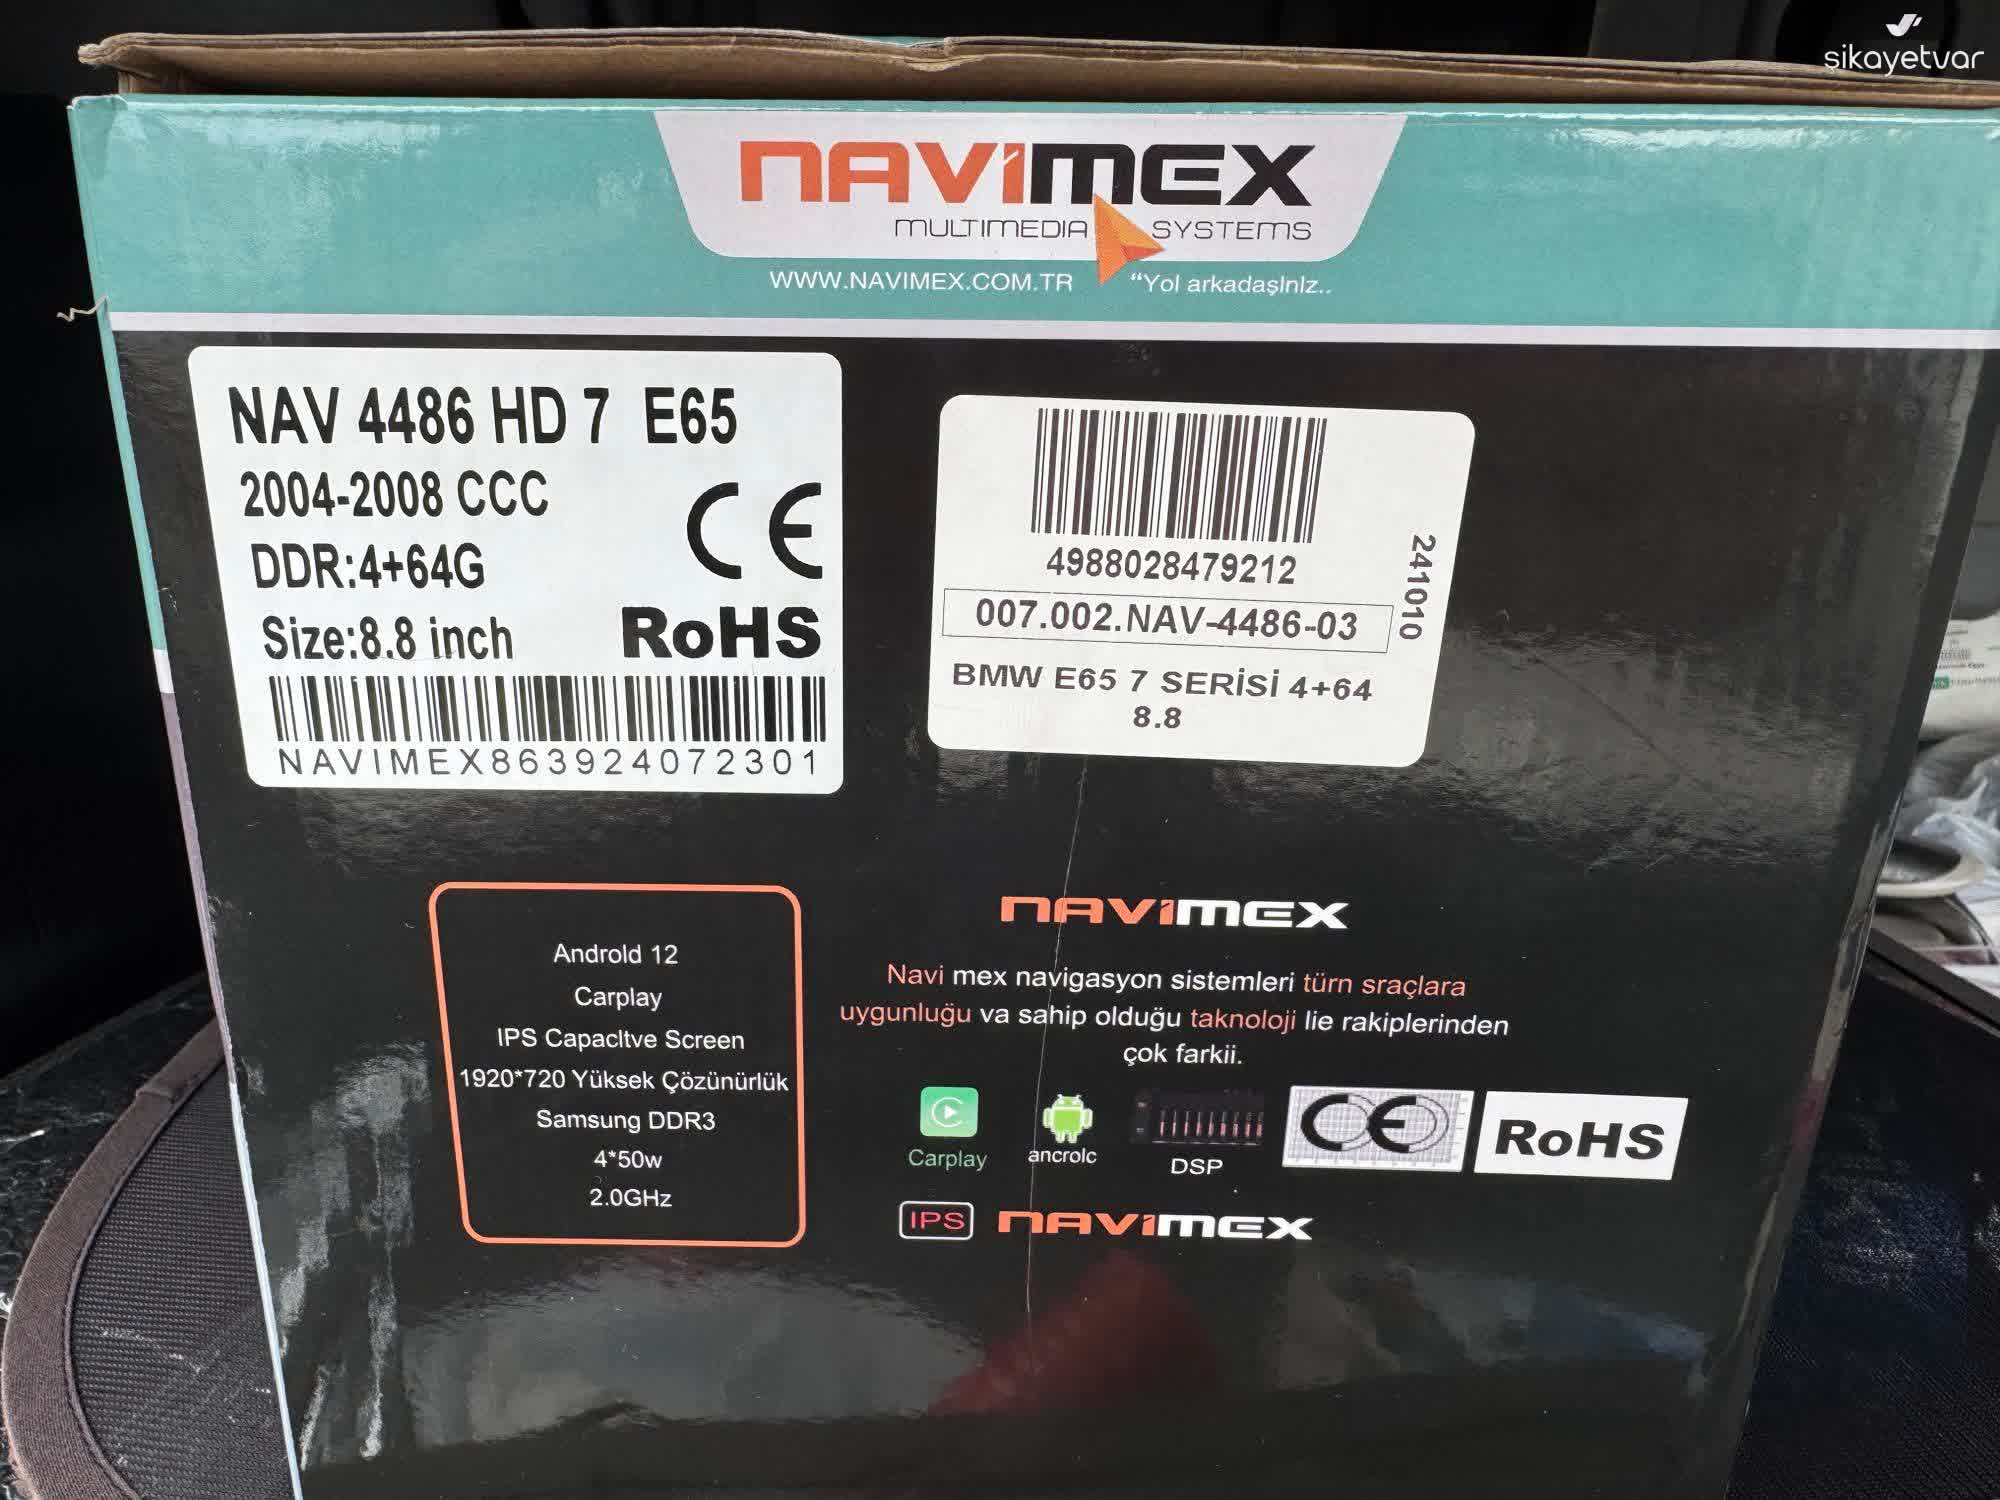 sikayetvar
NAVIMEX
MULTIMEDIA SYSTEMS
WWW.NAVIMEX.COM.TR "Yol arkadaşlnlz..
NAV 4486 HD 7 E65
2004-2008 CCC
CE
DDR:4+64G
Size:8.8 inch
RoHS
NAVIMEX863924072301
4988028479212
007.002.NAV-4486-03
241010
BMW E65 7 SERİSİ 4+64
8.8
Androld 12
Carplay
IPS Capacltve Screen
1920*720 Yüksek Çözünürlük
Samsung DDR3
4*50w
2.0GHz
NAVIMEX
Navi mex navigasyon sistemleri türn sraçlara
uygunluğu va sahip olduğu taknoloji lie rakiplerinden
çok farkii.
Carplay
ancrolc
DSP
CE
RoHS
IPS
NAVIMEX